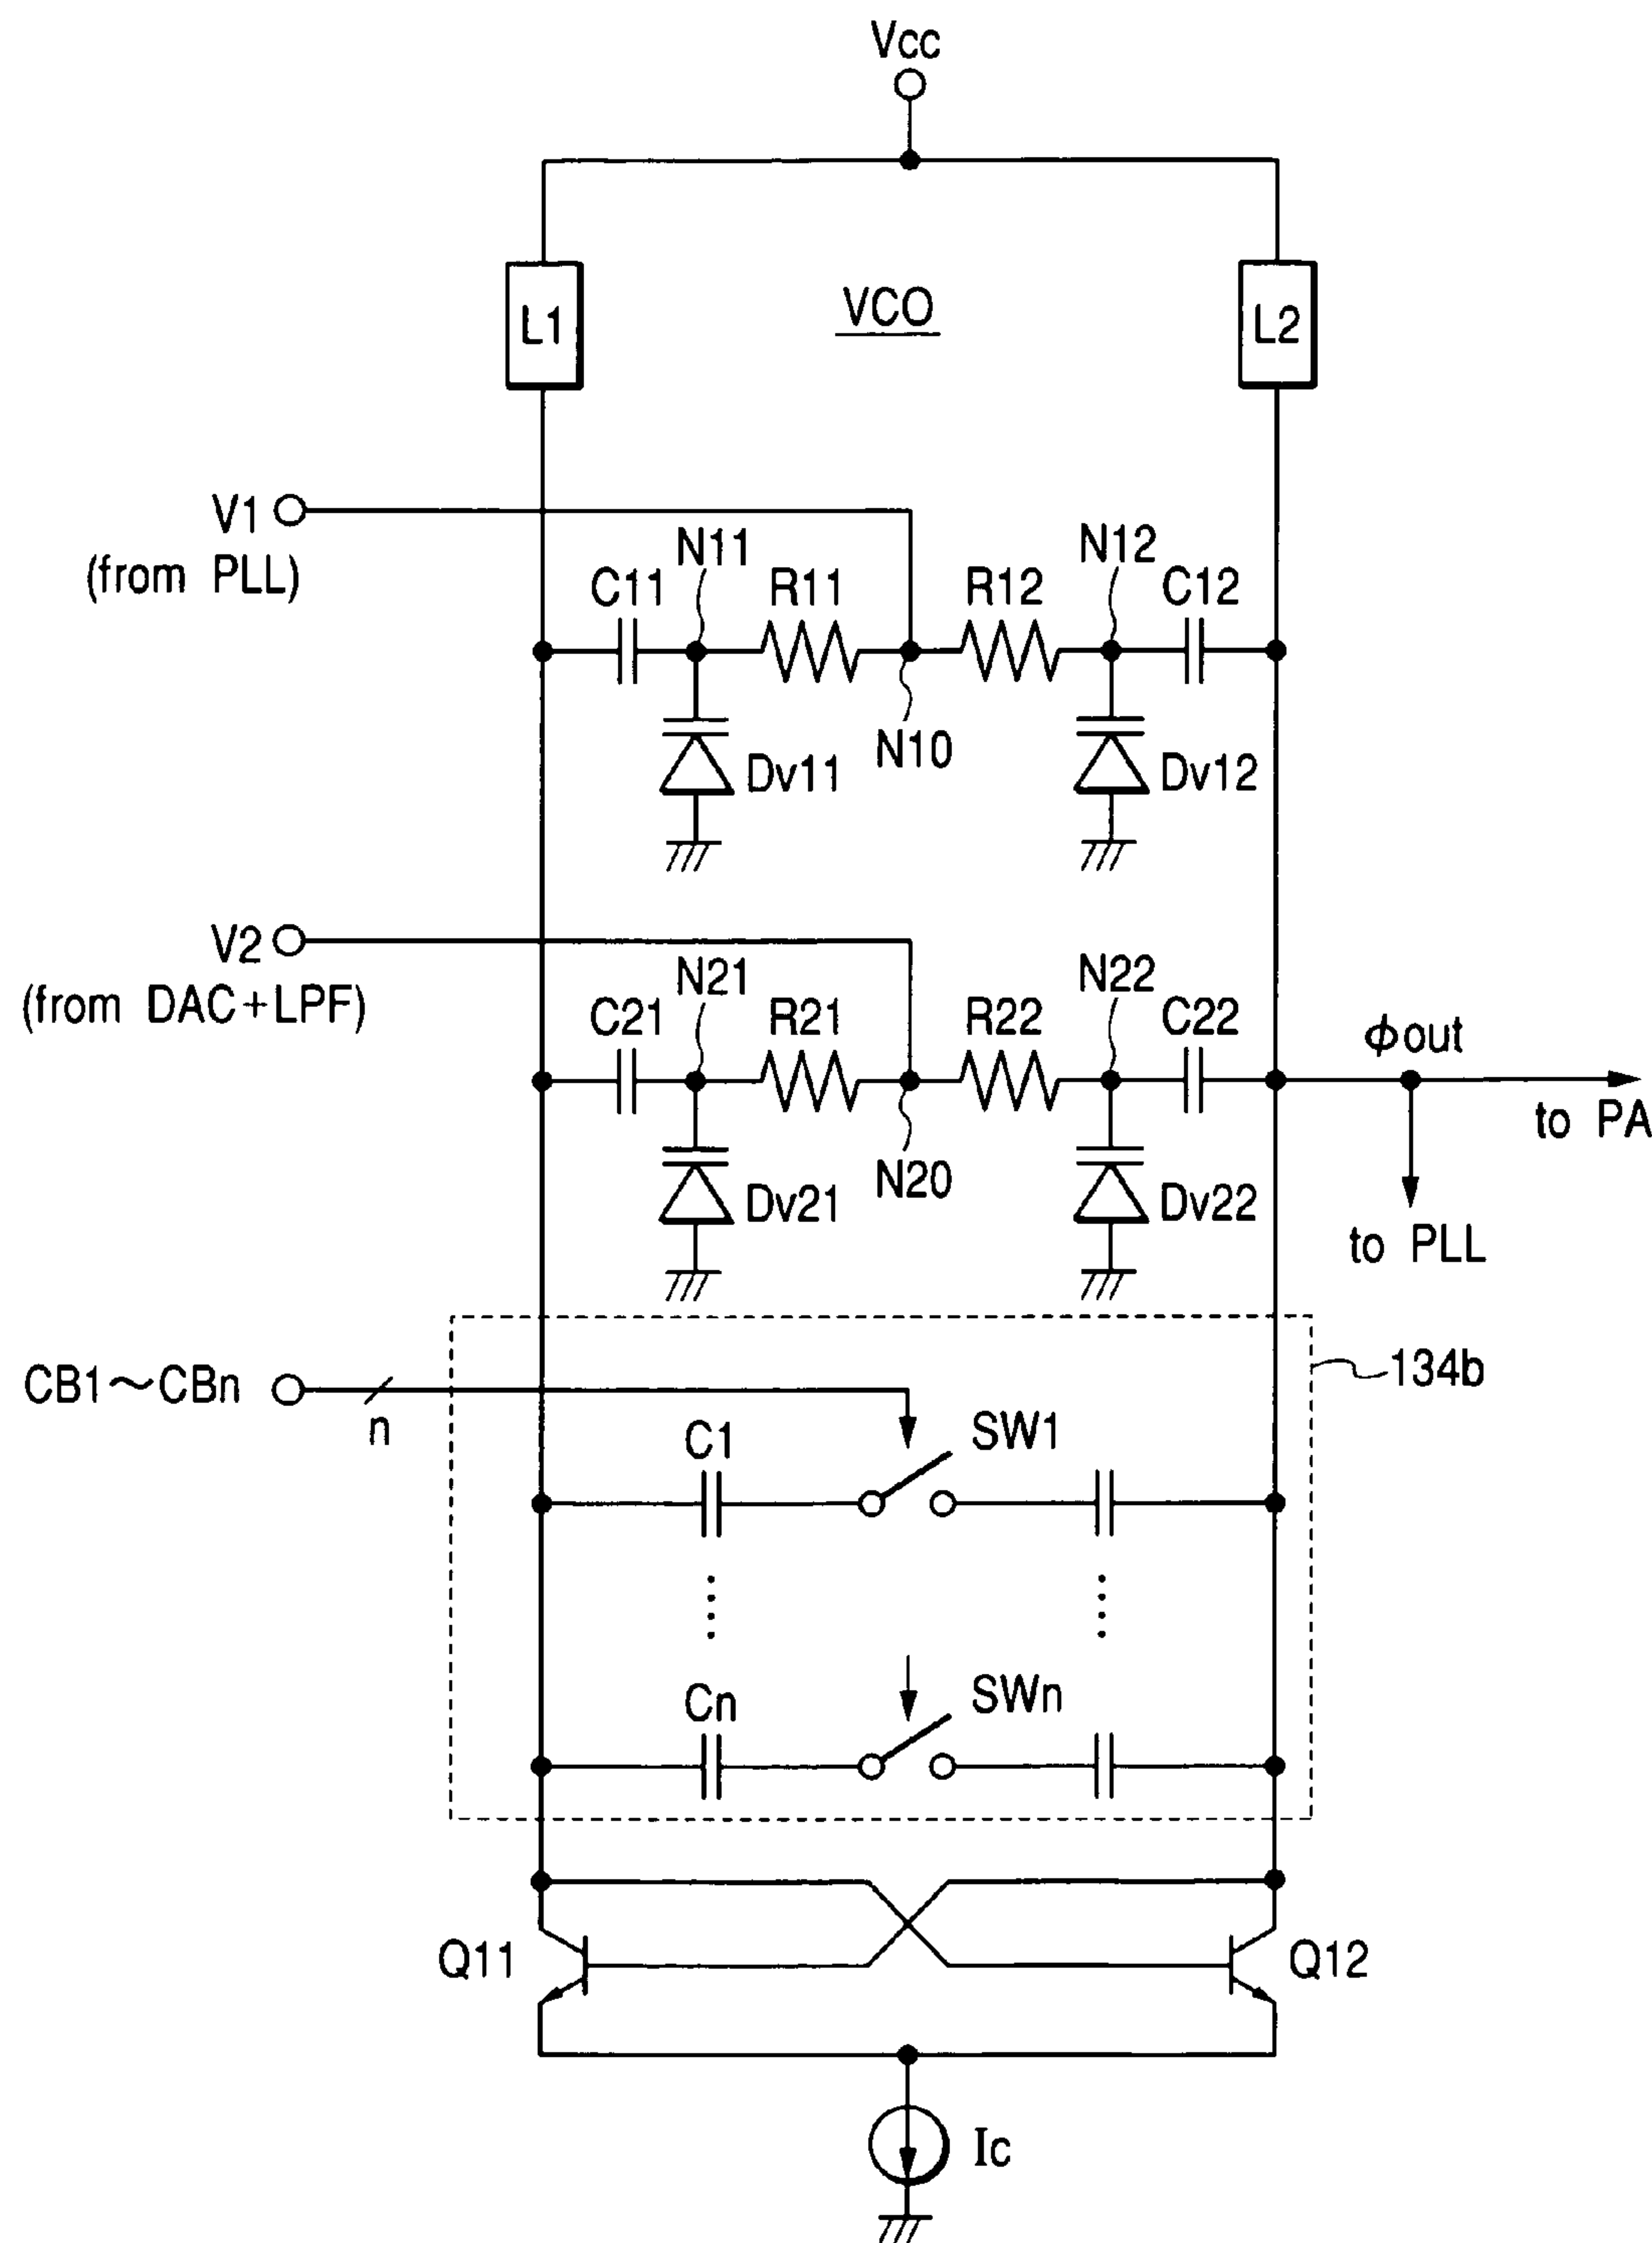 Vcc
L1
VCO
L2
V1
(from PLL)
N11
N12
C11
R11
R12
C12
N10
Dv11
Dv12
V2
(from DAC+LPF)
N21
N22
C21
R21
R22
C22
φout
to PA
N20
Dv21
Dv22
to PLL
CB1~CBn
n
134b
C1
SW1
Cn
SWn
Q11
Q12
Ic